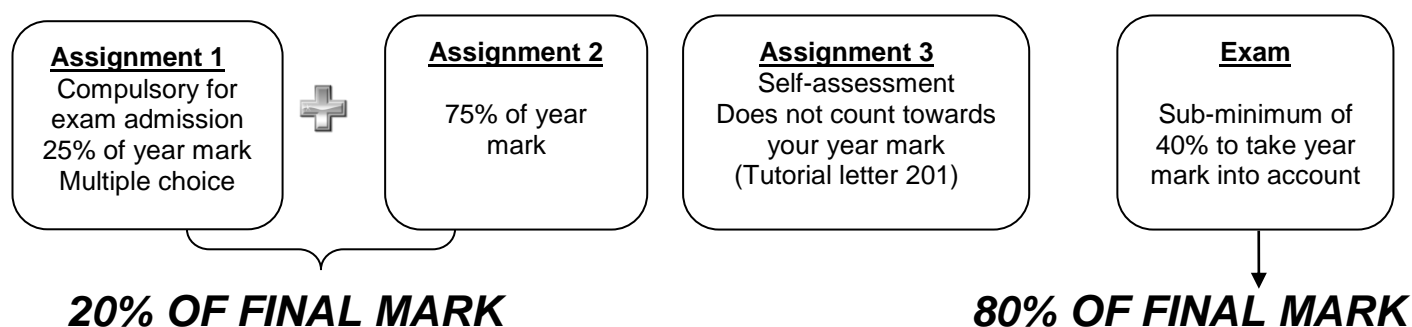 Assignment 1
Compulsory for
exam admission
25% of year mark
Multiple choice
Assignment 2
75% of year
mark
Assignment 3
Self-assessment
Does not count towards
your year mark
(Tutorial letter 201)
Exam
Sub-minimum of
40% to take year
mark into account
20% OF FINAL MARK
80% OF FINAL MARK